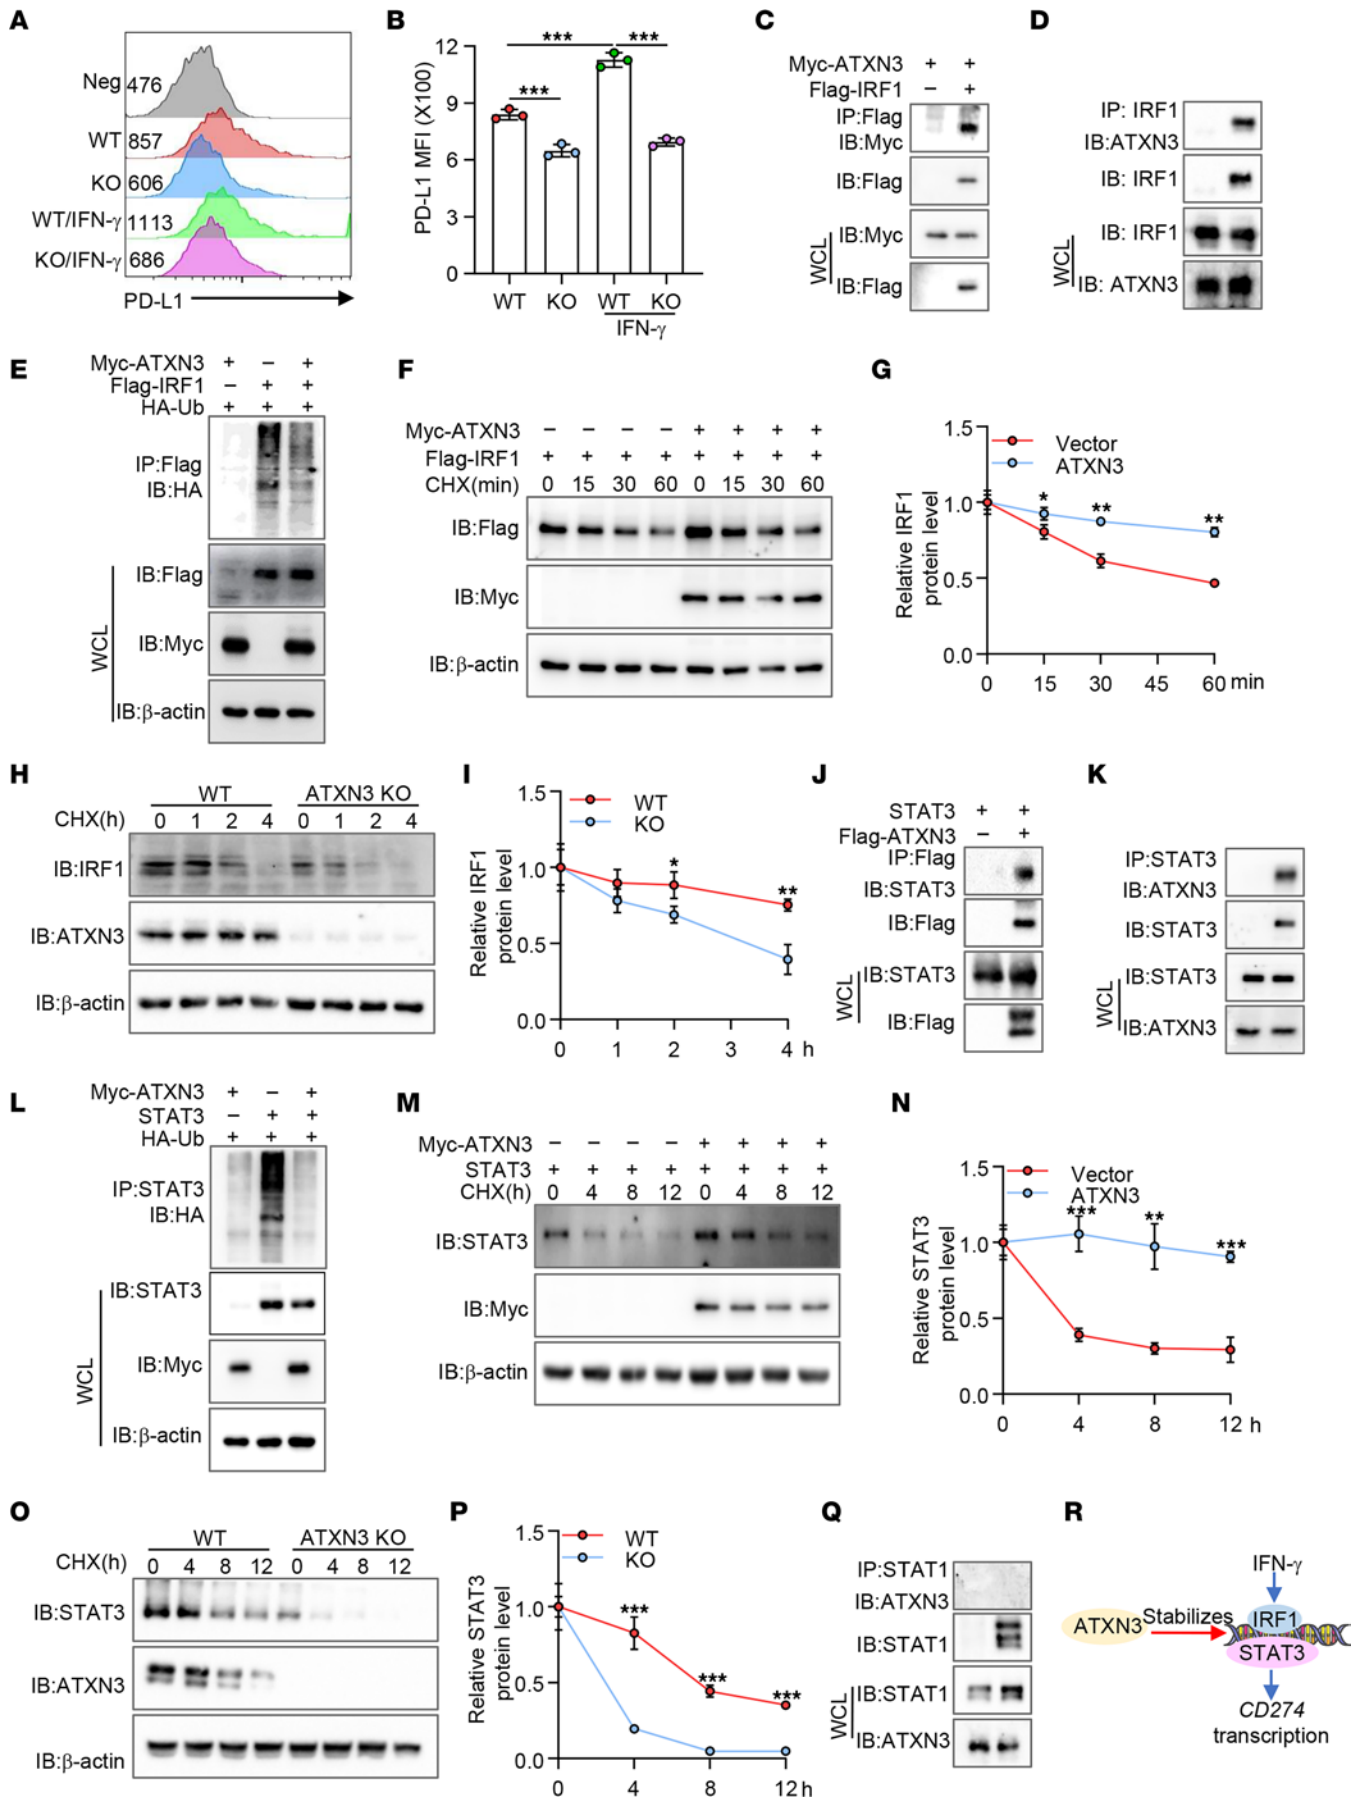 A
Neg 476
WT 857
KO 606
WT/IFN-γ 1113
KO/IFN-γ 686
PD-L1
B
PD-L1 MFI (X100)
12
9
6
3
0
*** ***
***
WT KO WT KO
IFN-γ
C
Myc-ATXN3 + +
Flag-IRF1 – +
IP:Flag
IB:Myc
IB:Flag
WCL
IB:Myc
IB:Flag
D
IP: IRF1
IB:ATXN3
IB: IRF1
WCL
IB: IRF1
IB: ATXN3
E
Myc-ATXN3 + – +
Flag-IRF1 – + +
HA-Ub + + +
IP:Flag
IB:HA
WCL
IB:Flag
IB:Myc
IB:β-actin
F
Myc-ATXN3 – – – – + + + +
Flag-IRF1 + + + + + + + +
CHX(min) 0 15 30 60 0 15 30 60
IB:Flag
IB:Myc
IB:β-actin
G
Relative IRF1
protein level
1.5
1.0
0.5
0.0
Vector
ATXN3
* ** **
0 15 30 45 60 min
H
WT ATXN3 KO
CHX(h) 0 1 2 4 0 1 2 4
IB:IRF1
IB:ATXN3
IB:β-actin
I
Relative IRF1
protein level
1.5
1.0
0.5
0.0
WT
KO
* **
0 1 2 3 4 h
J
STAT3 + +
Flag-ATXN3 – +
IP:Flag
IB:STAT3
IB:Flag
WCL
IB:STAT3
IB:Flag
K
IP:STAT3
IB:ATXN3
IB:STAT3
WCL
IB:STAT3
IB:ATXN3
L
Myc-ATXN3 + – +
STAT3 – + +
HA-Ub + + +
IP:STAT3
IB:HA
WCL
IB:STAT3
IB:Myc
IB:β-actin
M
Myc-ATXN3 – – – – + + + +
STAT3 + + + + + + + +
CHX(h) 0 4 8 12 0 4 8 12
IB:STAT3
IB:Myc
IB:β-actin
N
Relative STAT3
protein level
1.5
1.0
0.5
0.0
Vector
ATXN3
*** ** ***
0 4 8 12 h
O
WT ATXN3 KO
CHX(h) 0 4 8 12 0 4 8 12
IB:STAT3
IB:ATXN3
IB:β-actin
P
Relative STAT3
protein level
1.5
1.0
0.5
0.0
WT
KO
*** *** ***
0 4 8 12 h
Q
IP:STAT1
IB:ATXN3
IB:STAT1
WCL
IB:STAT1
IB:ATXN3
R
IFN-γ
ATXN3 Stabilizes IRF1
STAT3
CD274
transcription